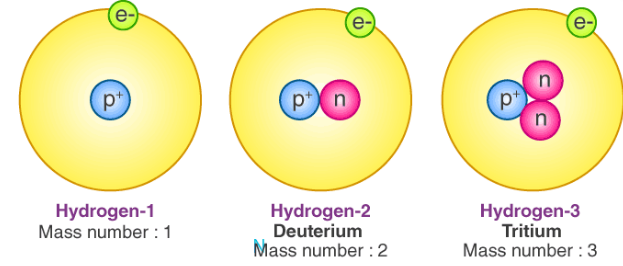 e-
e-
e-
p+
p+ n
p+ n
n
Hydrogen-1
Mass number : 1
Hydrogen-2
Deuterium
N
Mass number : 2
Hydrogen-3
Tritium
Mass number : 3